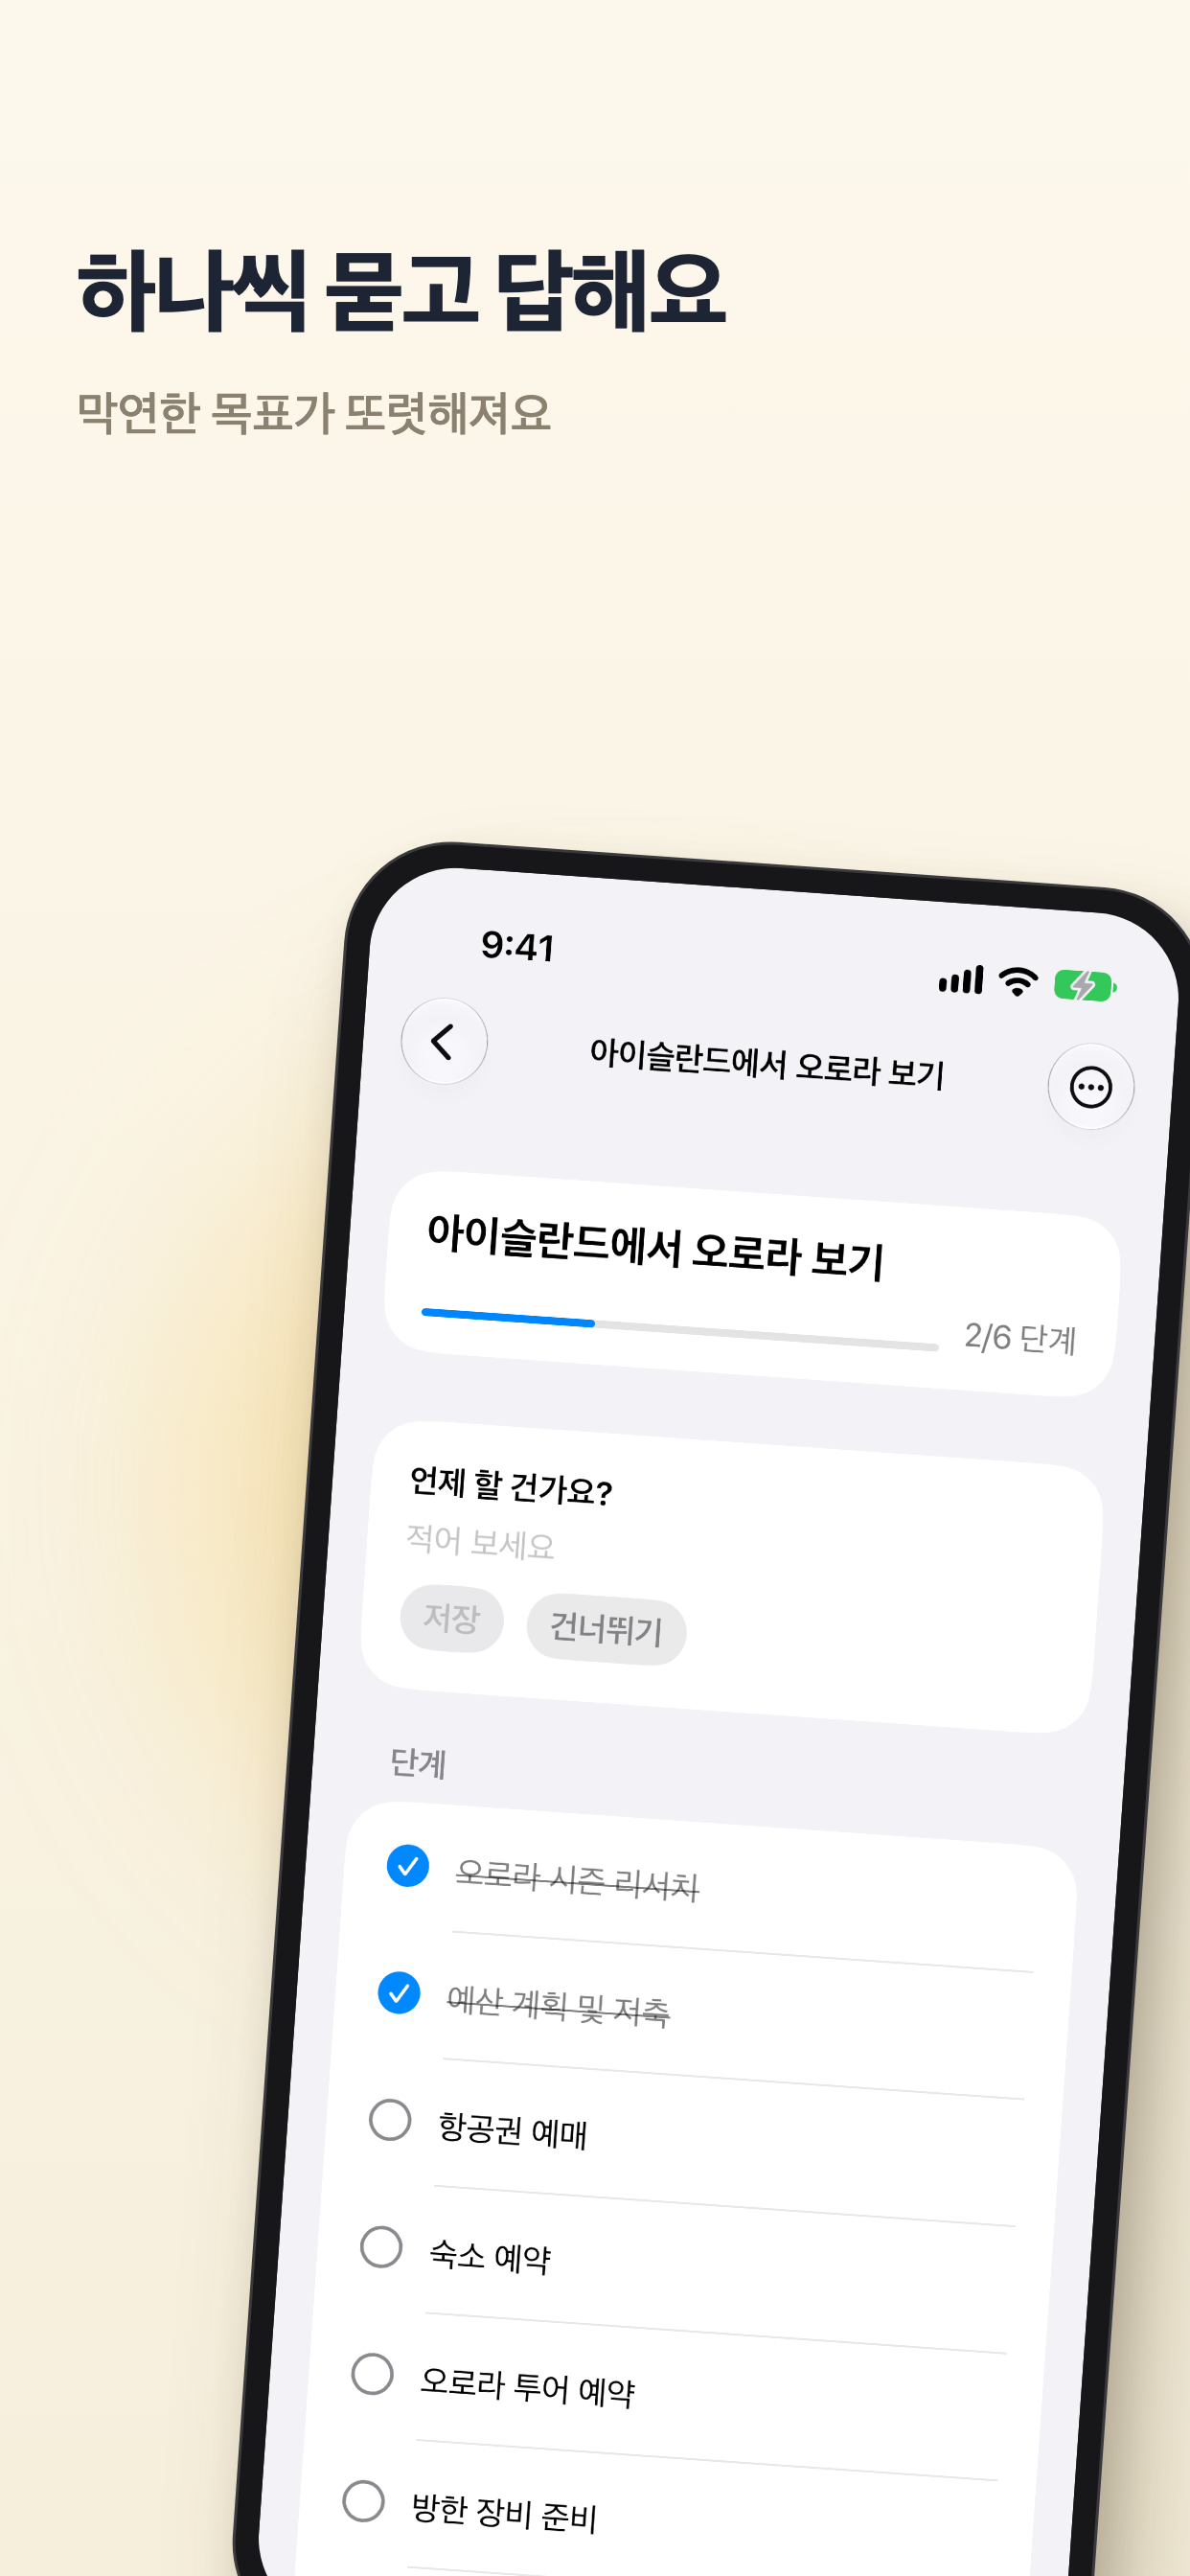 하나씩 묻고 답해요
막연한 목표가 또렷해져요
9:41
아이슬란드에서 오로라 보기
아이슬란드에서 오로라 보기
2/6 단계
언제 할 건가요?
적어 보세요
저장 건너뛰기
단계
오로라 시즌 리서치
예산 계획 및 저축
항공권 예매
숙소 예약
오로라 투어 예약
방한 장비 준비